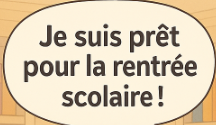 Je suis prêt
pour la rentrée
scolaire !